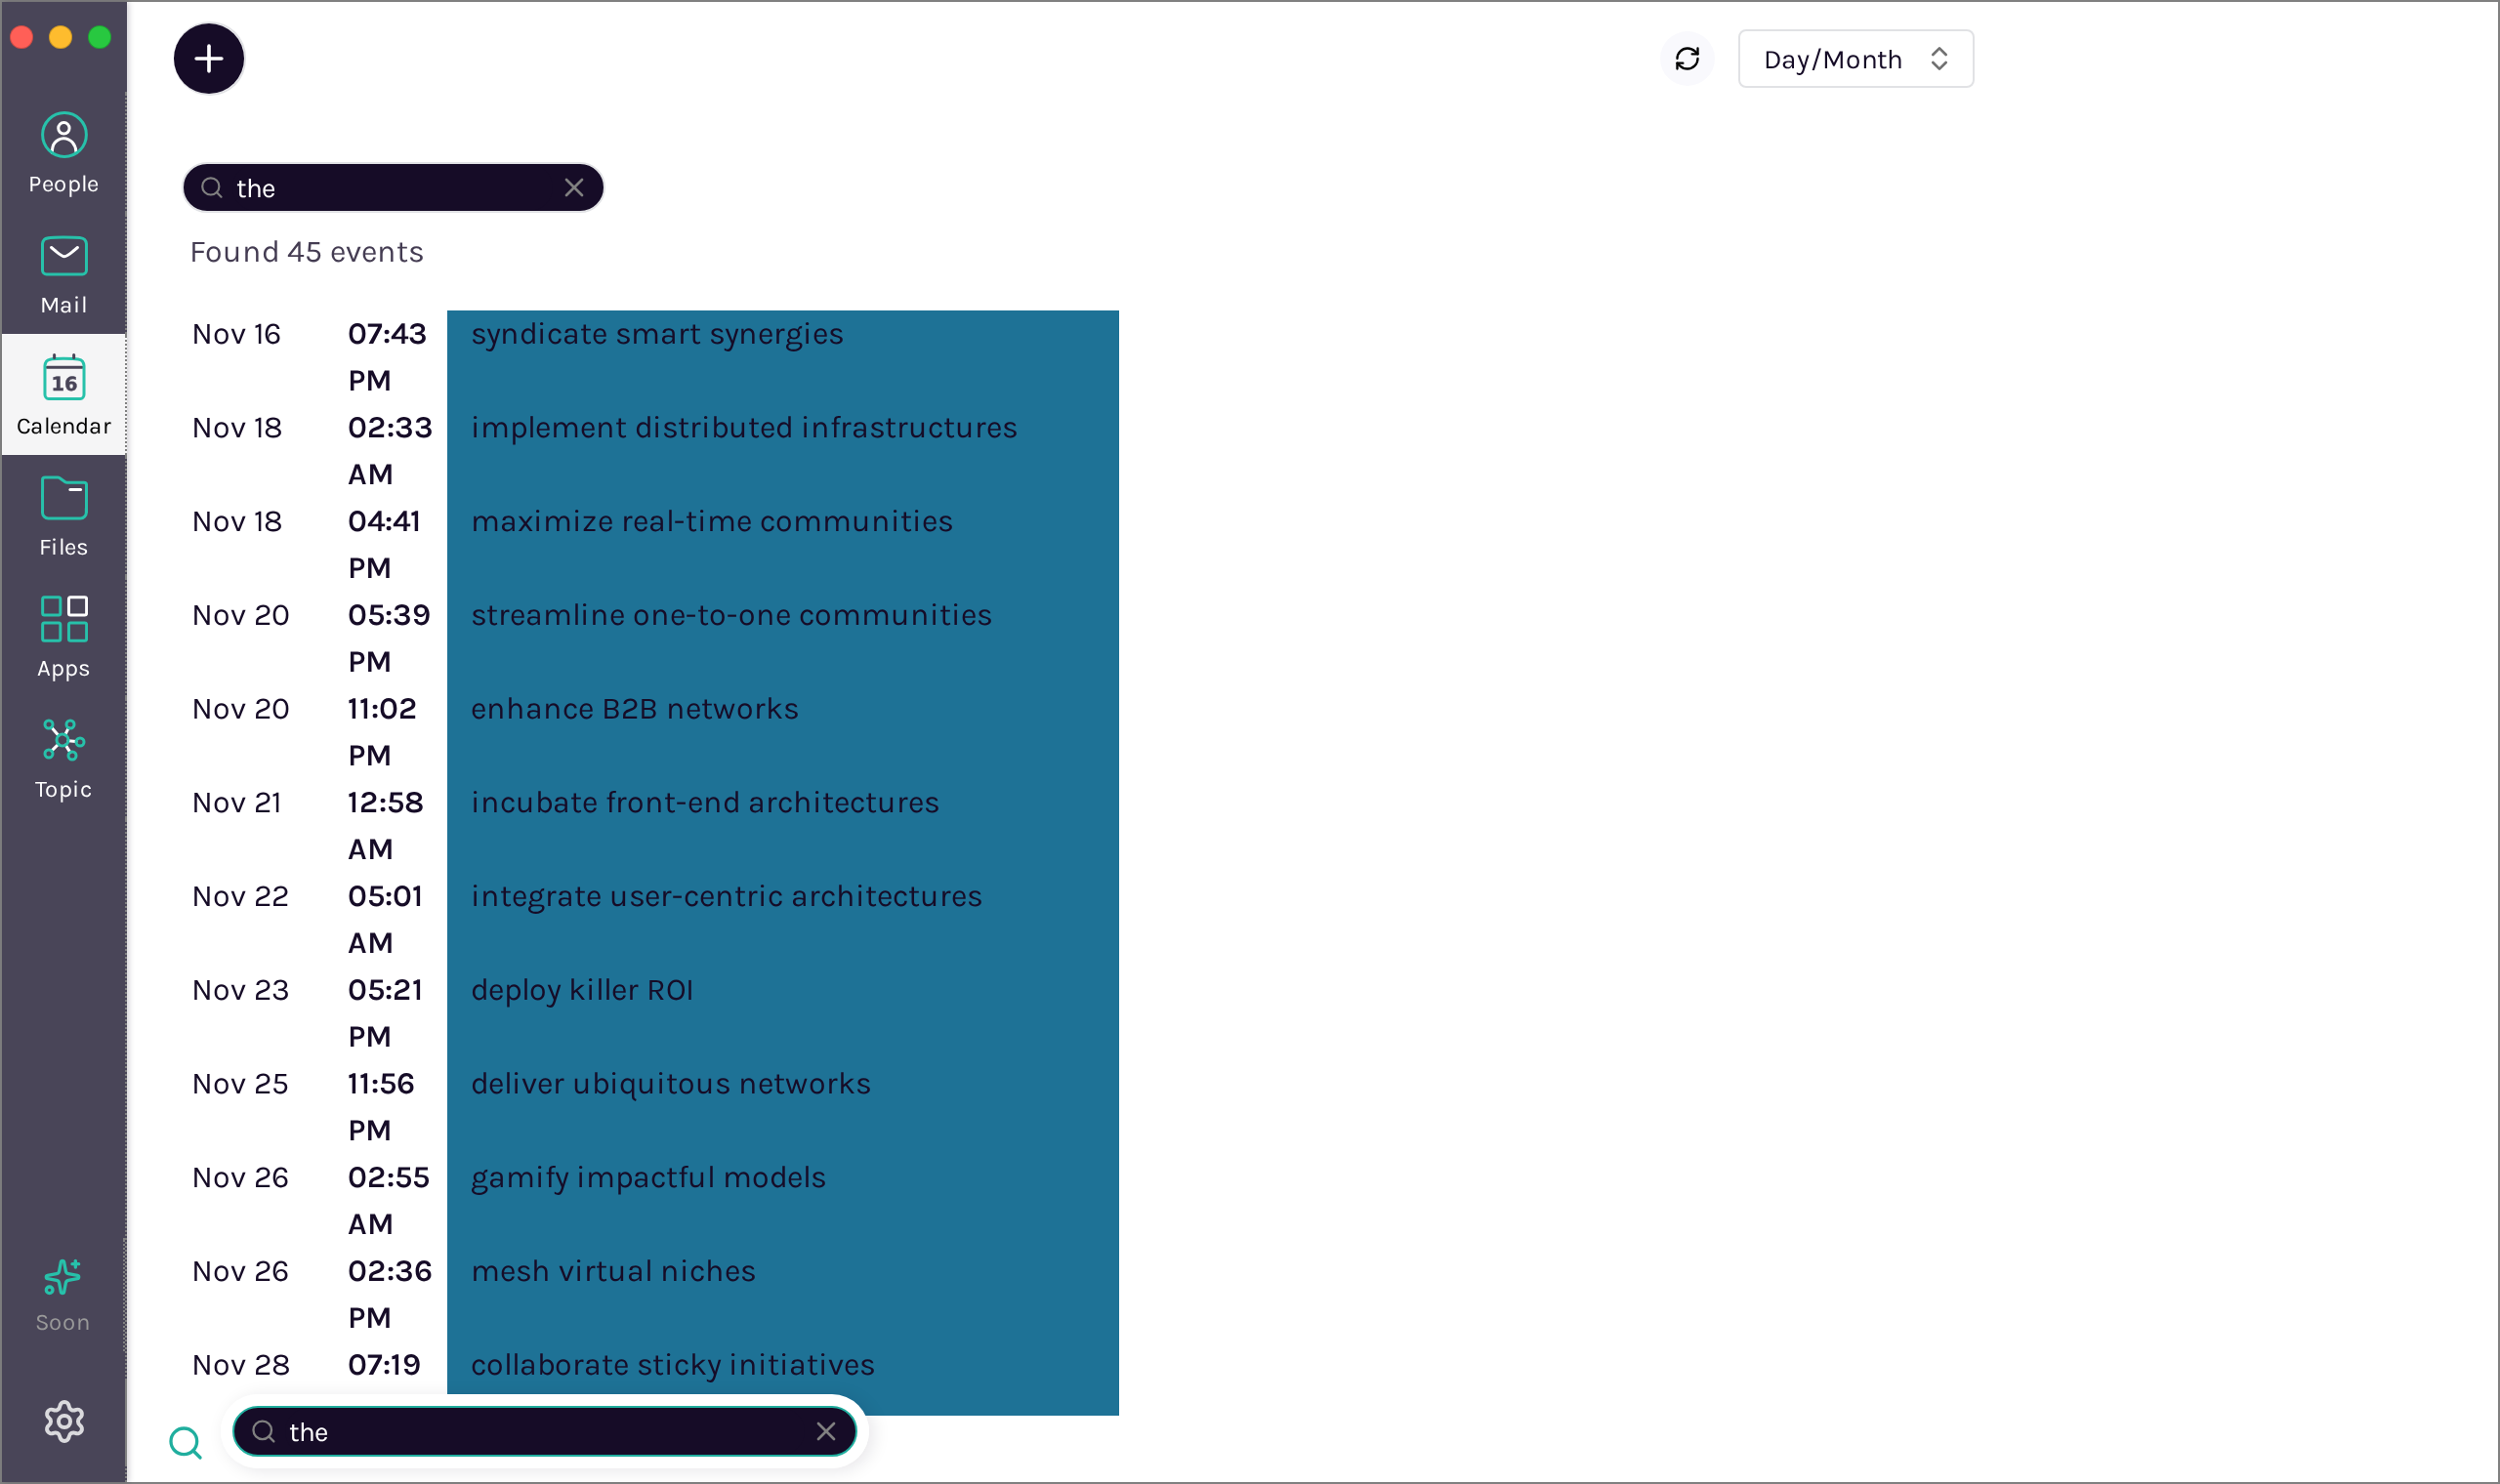 Day/Month
People
Mail
16
Calendar
Files
Apps
Topic
Soon
the
Found 45 events
Nov 16 07:43 PM syndicate smart synergies
Nov 18 02:33 AM implement distributed infrastructures
Nov 18 04:41 PM maximize real-time communities
Nov 20 05:39 PM streamline one-to-one communities
Nov 20 11:02 PM enhance B2B networks
Nov 21 12:58 AM incubate front-end architectures
Nov 22 05:01 AM integrate user-centric architectures
Nov 23 05:21 PM deploy killer ROI
Nov 25 11:56 PM deliver ubiquitous networks
Nov 26 02:55 AM gamify impactful models
Nov 26 02:36 PM mesh virtual niches
Nov 28 07:19 collaborate sticky initiatives
the